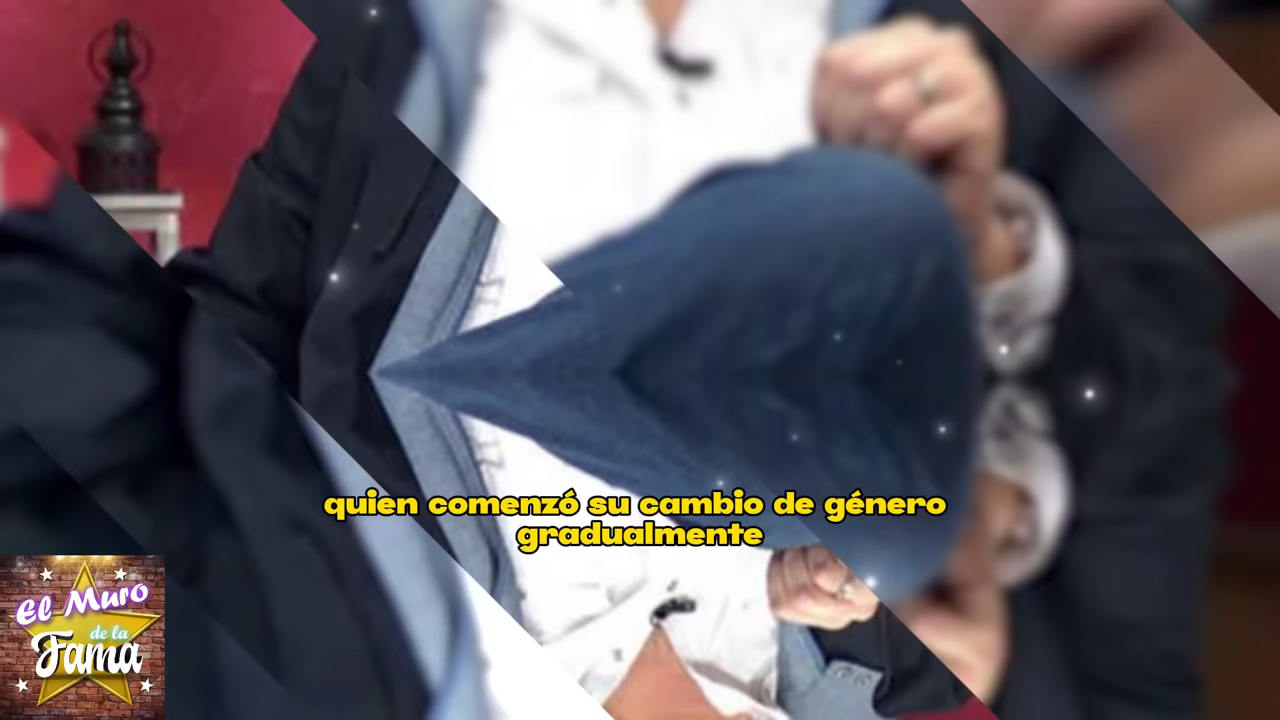 quien comenzó su cambio de género
gradualmente
El Muro
de la
Fama